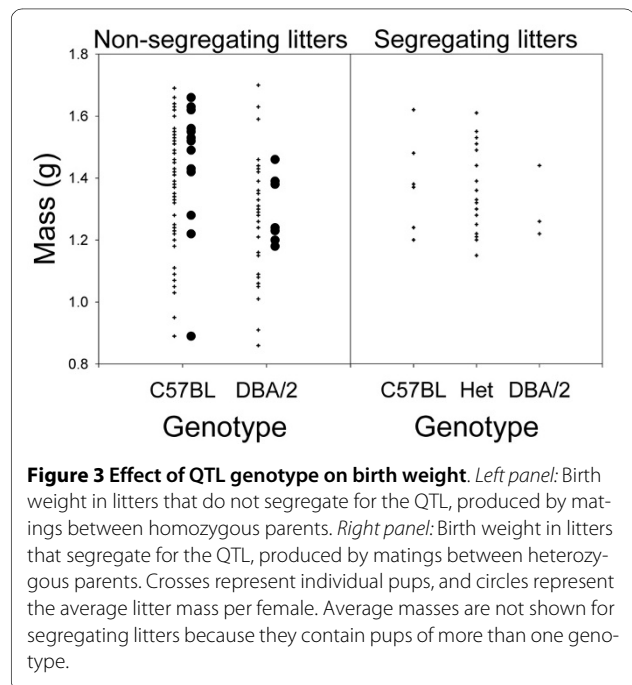 Non-segregating litters Segregating litters
1.8
1.6
1.4
1.2
1.0
0.8
Mass (g)
C57BL DBA/2 C57BL Het DBA/2
Genotype Genotype
Figure 3 Effect of QTL genotype on birth weight. Left panel: Birth
weight in litters that do not segregate for the QTL, produced by mat-
ings between homozygous parents. Right panel: Birth weight in litters
that segregate for the QTL, produced by matings between heterozy-
gous parents. Crosses represent individual pups, and circles represent
the average litter mass per female. Average masses are not shown for
segregating litters because they contain pups of more than one geno-
type.